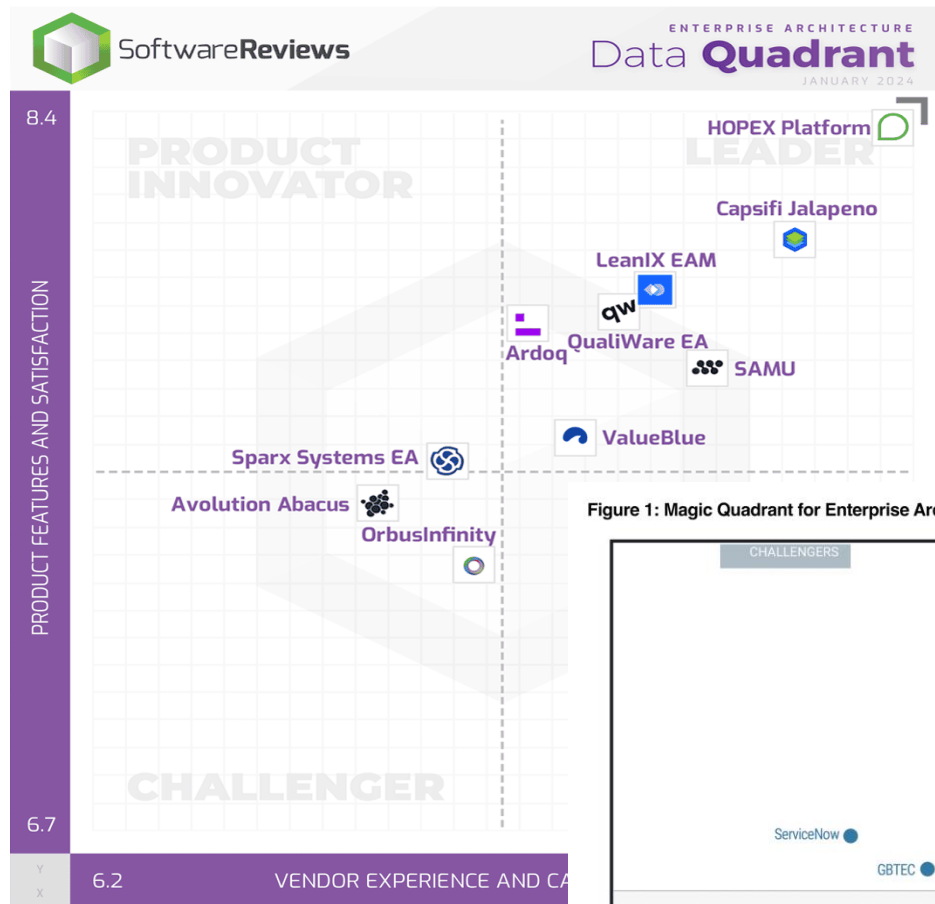 SoftwareReviews
ENTERPRISE ARCHITECTURE
Data Quadrant
JANUARY 2024
8.4
PRODUCT FEATURES AND SATISFACTION
6.7
Y
X
6.2
VENDOR EXPERIENCE AND
PRODUCT
INNOVATOR
LEADER
HOPEX Platform
Capsifi Jalapeno
LeanIX EAM
qw
QualiWare EA
Ardoq
SAMU
ValueBlue
Sparx Systems EA
Avolution Abacus
OrbusInfinity
CHALLENGER
Figure 1: Magic Quadrant for Enterprise
CHALLENGERS
ServiceNow
GBTEC